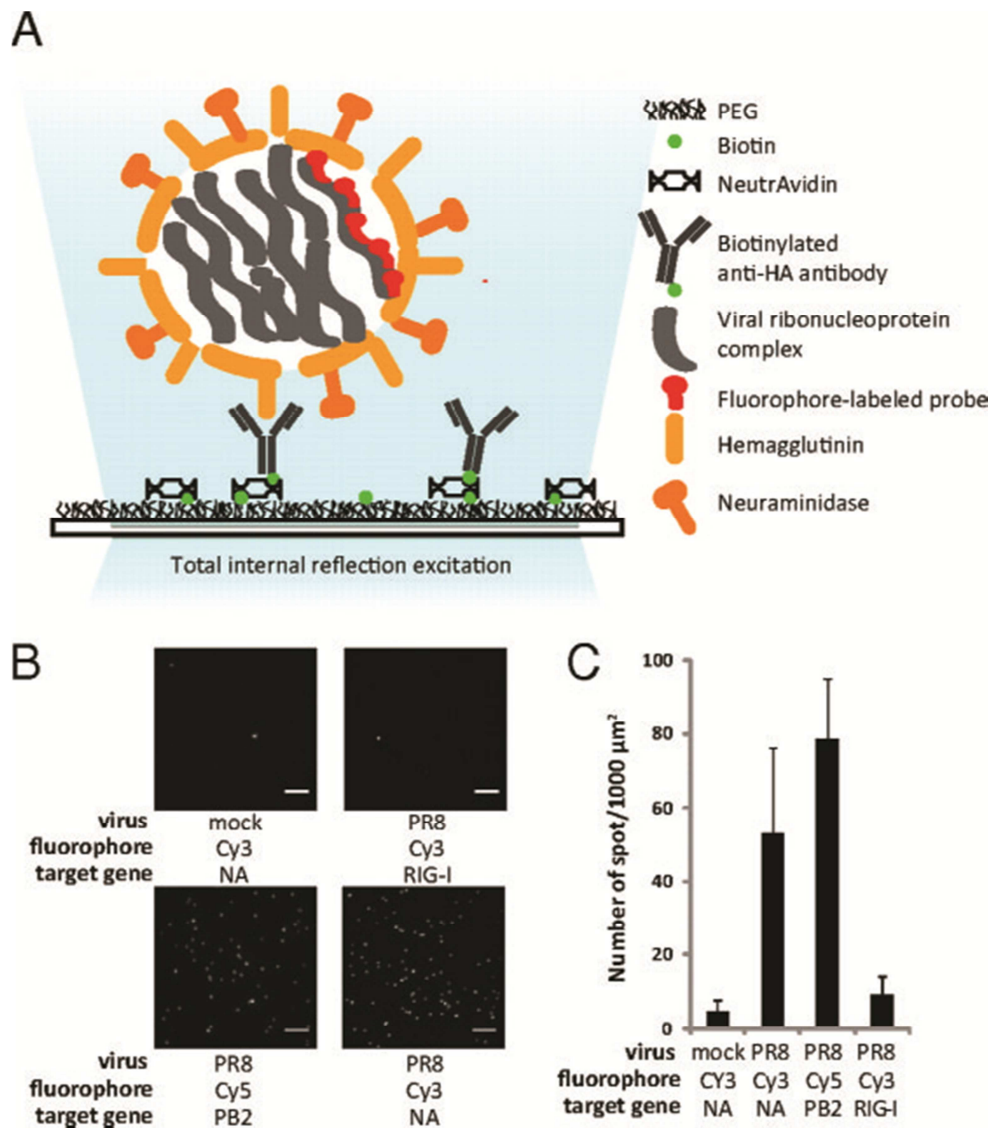 A
PEG
Biotin
NeutrAvidin
Biotinylated
anti-HA antibody
Viral ribonucleoprotein
complex
Fluorophore-labeled probe
Hemagglutinin
Neuraminidase
Total internal reflection excitation
B
virus mock PR8
fluorophore Cy3 Cy3
target gene NA RIG-I
virus PR8 PR8
fluorophore Cy5 Cy3
target gene PB2 NA
C
Number of spot/1000 µm²
100
80
60
40
20
0
virus mock PR8 PR8 PR8
fluorophore CY3 Cy3 Cy5 Cy3
target gene NA NA PB2 RIG-I